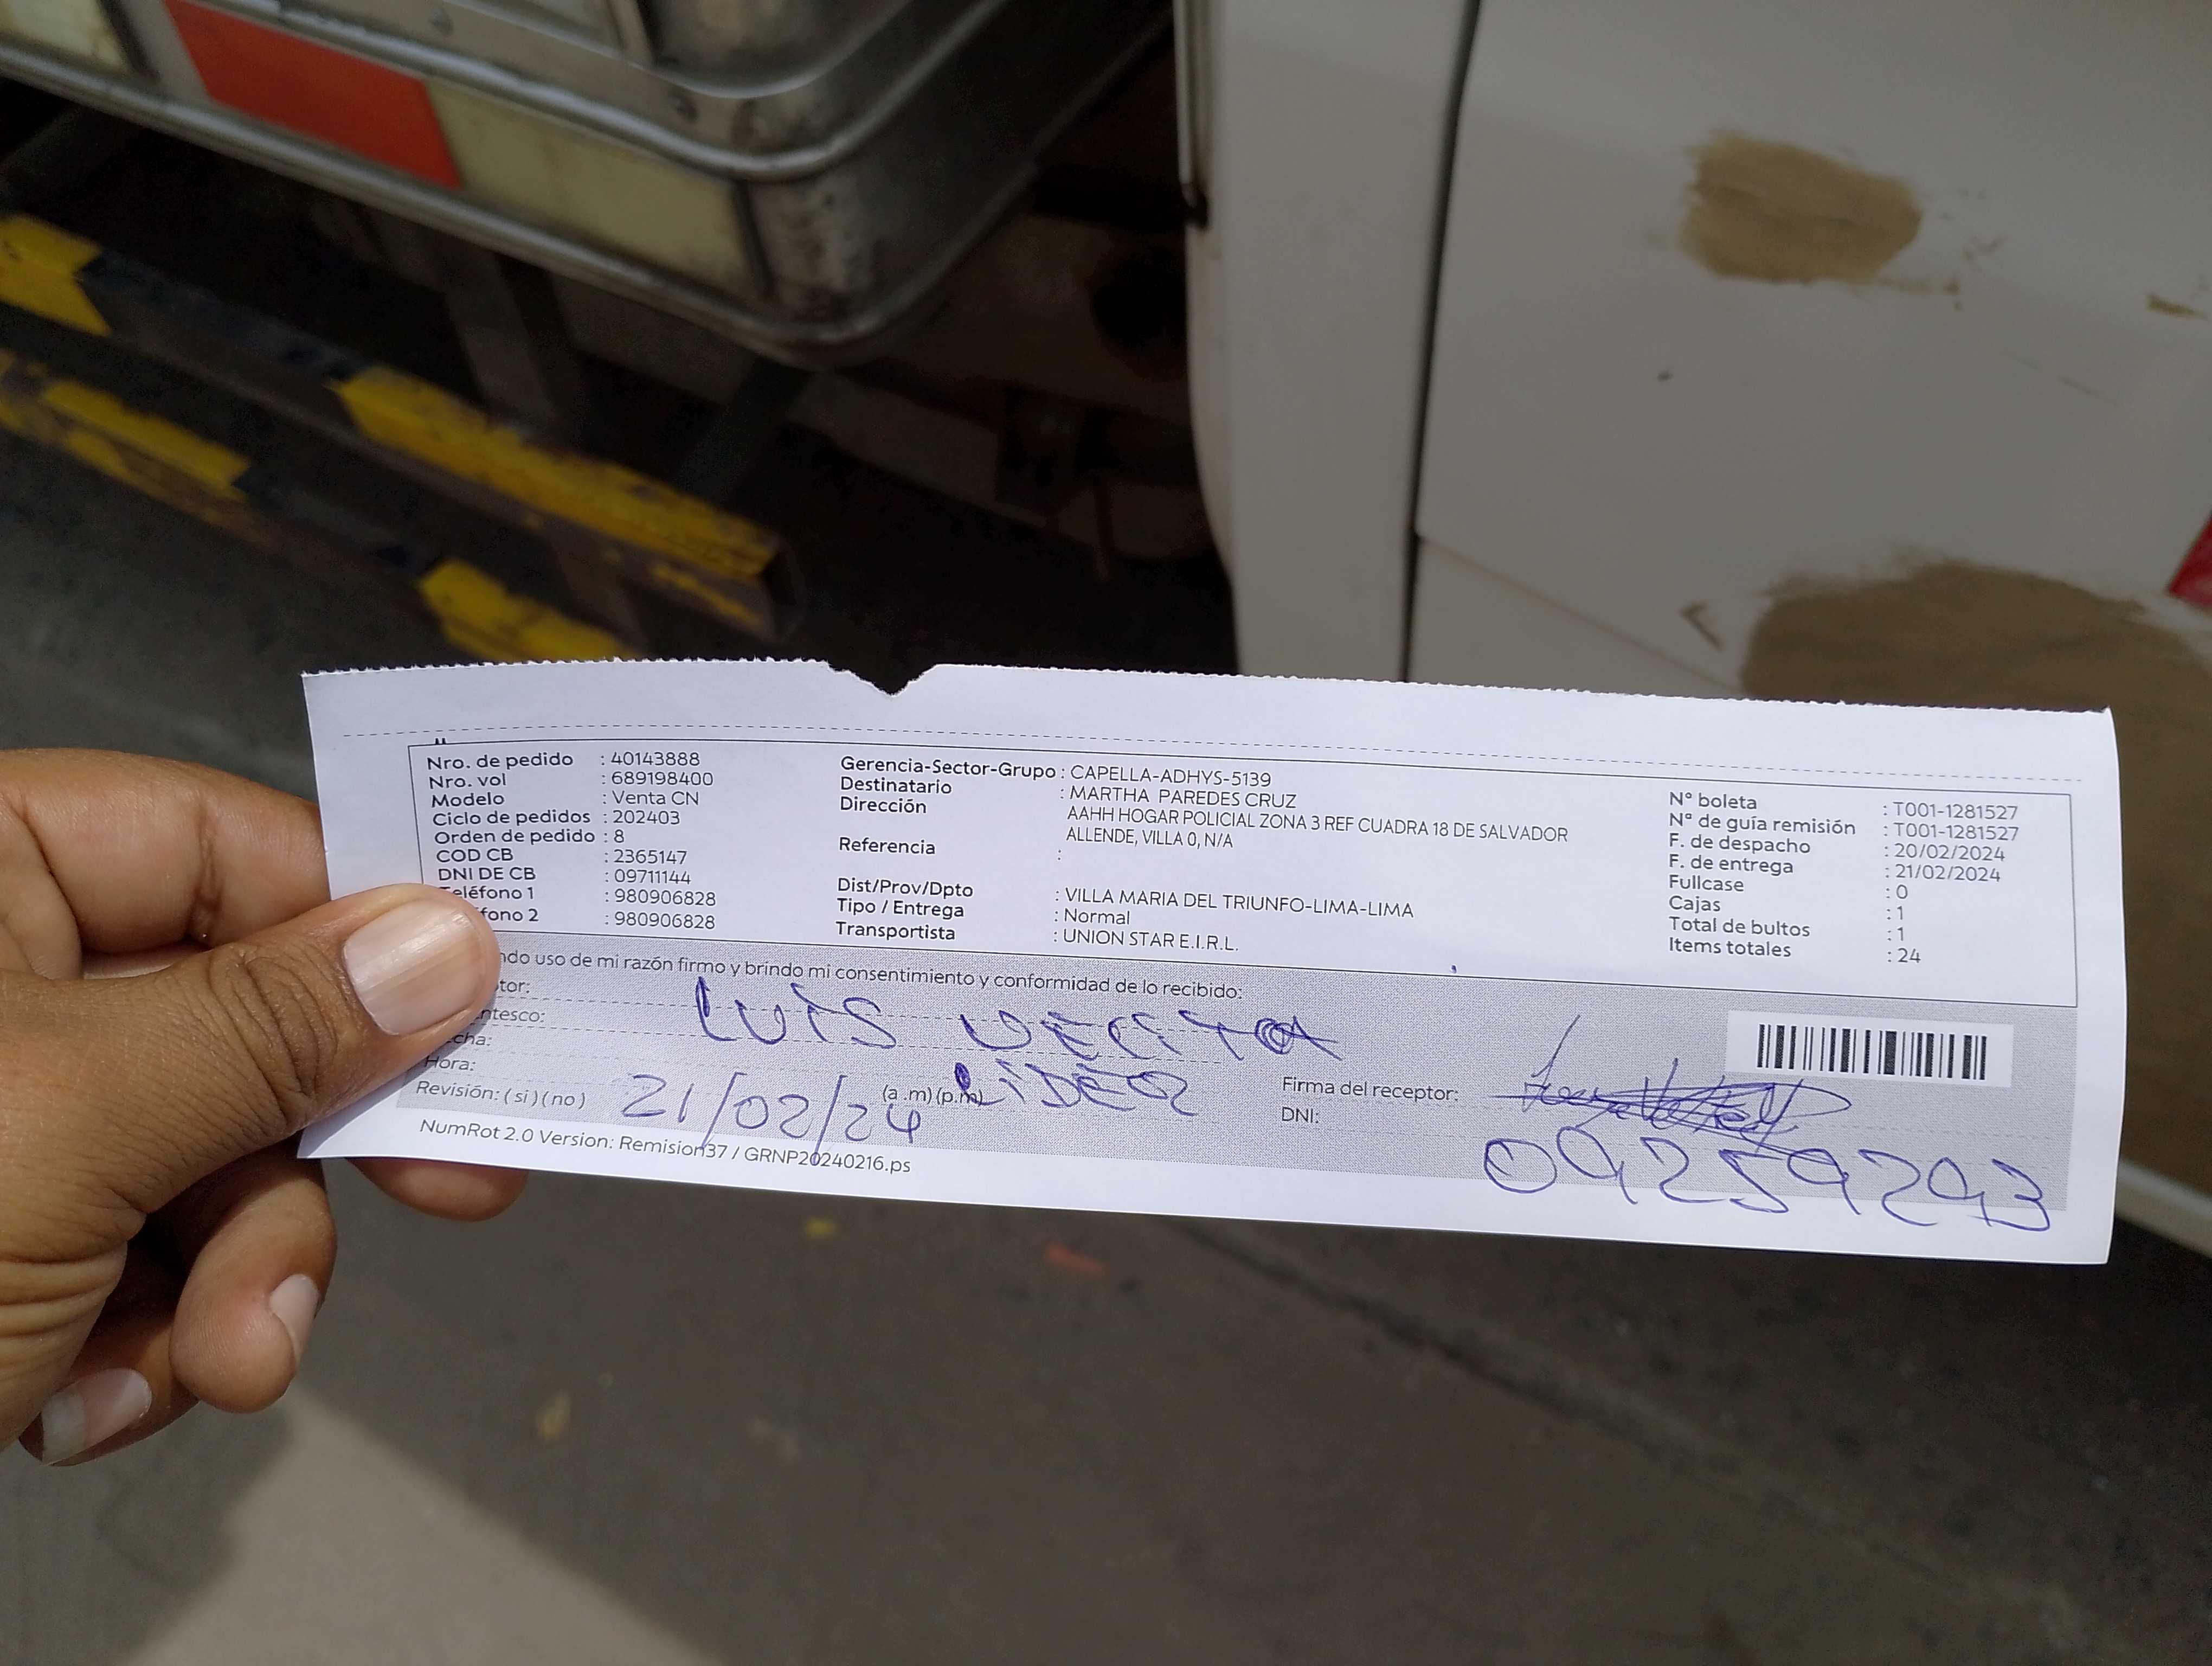 Nro. de pedido : 40143888
Nro. vol : 689198400
Modelo : Venta CN
Ciclo de pedidos : 202403
Orden de pedido : 8
COD CB : 2365147
DNI DE CB : 09711144
eléfono 1 : 980906828
fono 2 : 980906828
Gerencia-Sector-Grupo : CAPELLA-ADHYS-5139
Destinatario : MARTHA PAREDES CRUZ
Dirección : AAHH HOGAR POLICIAL ZONA 3 REF CUADRA 18 DE SALVADOR
ALLENDE, VILLA 0, N/A
Referencia :
Dist/Prov/Dpto : VILLA MARIA DEL TRIUNFO-LIMA-LIMA
Tipo / Entrega : Normal
Transportista : UNION STAR E.I.R.L.
N° boleta : T001-1281527
N° de guía remisión : T001-1281527
F. de despacho : 20/02/2024
F. de entrega : 21/02/2024
Fullcase : 0
Cajas : 1
Total de bultos : 1
Items totales : 24
ndo uso de mi razón firmo y brindo mi consentimiento y conformidad de lo recibido:
tor: LUIS
ntesco:
cha:
Hora: (a.m) (p.m) LIDER
Revisión: ( si ) ( no ) 21/02/24
Firma del receptor:
DNI: 09259293
NumRot 2.0 Version: Remision37 / GRNP20240216.ps